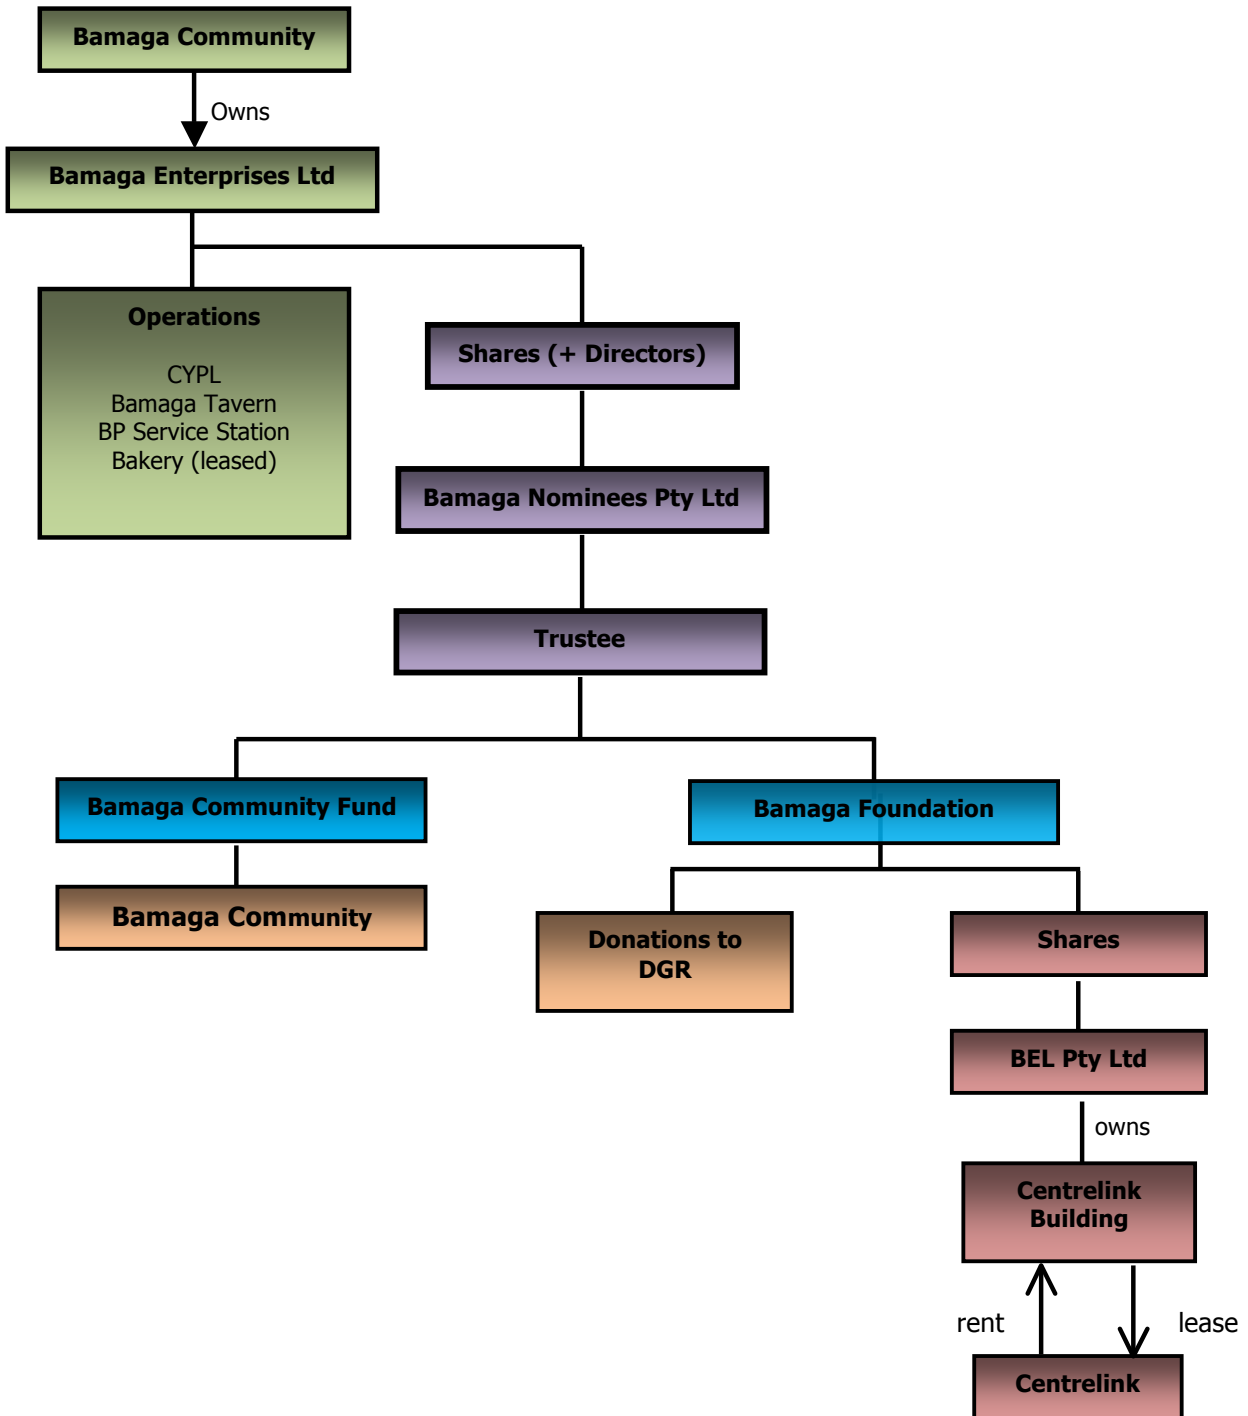 Bamaga Community
Owns
Bamaga Enterprises Ltd
Operations
CYPL
Bamaga Tavern
BP Service Station
Bakery (leased)
Shares (+ Directors)
Bamaga Nominees Pty Ltd
Trustee
Bamaga Community Fund
Bamaga Foundation
Bamaga Community
Donations to
DGR
Shares
BEL Pty Ltd
owns
Centrelink
Building
rent
lease
Centrelink